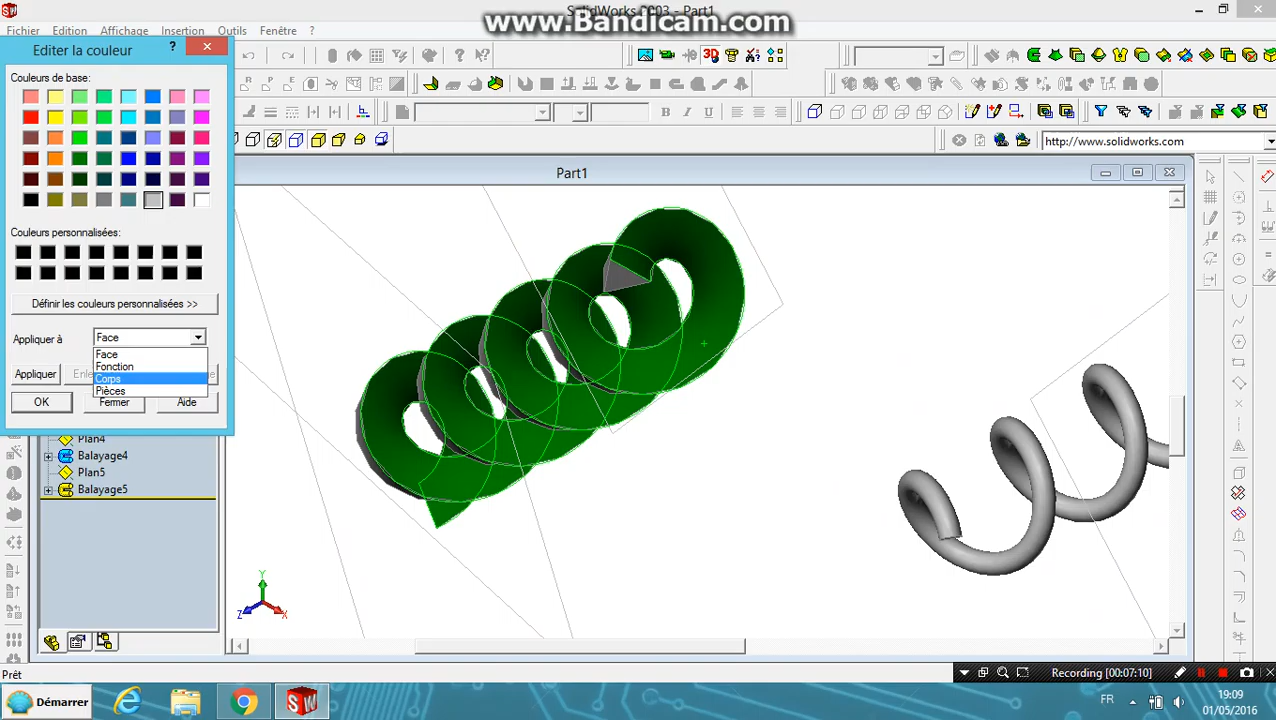 SolidWorks 2003 - Part1
www.Bandicam.com
Fichier Edition Affichage Insertion Outils Fenêtre ?
Editer la couleur ?
Couleurs de base:
B I U
http://www.solidworks.com
Part1
Couleurs personnalisées:
Définir les couleurs personnalisées >>
Appliquer à Face
Face
Fonction
Corps
Pièces
Appliquer
OK Fermer Aide
Plan4
Balayage4
Plan5
Balayage5
Y
Z X
Prêt
Recording [00:07:10]
Démarrer
FR
19:09
01/05/2016